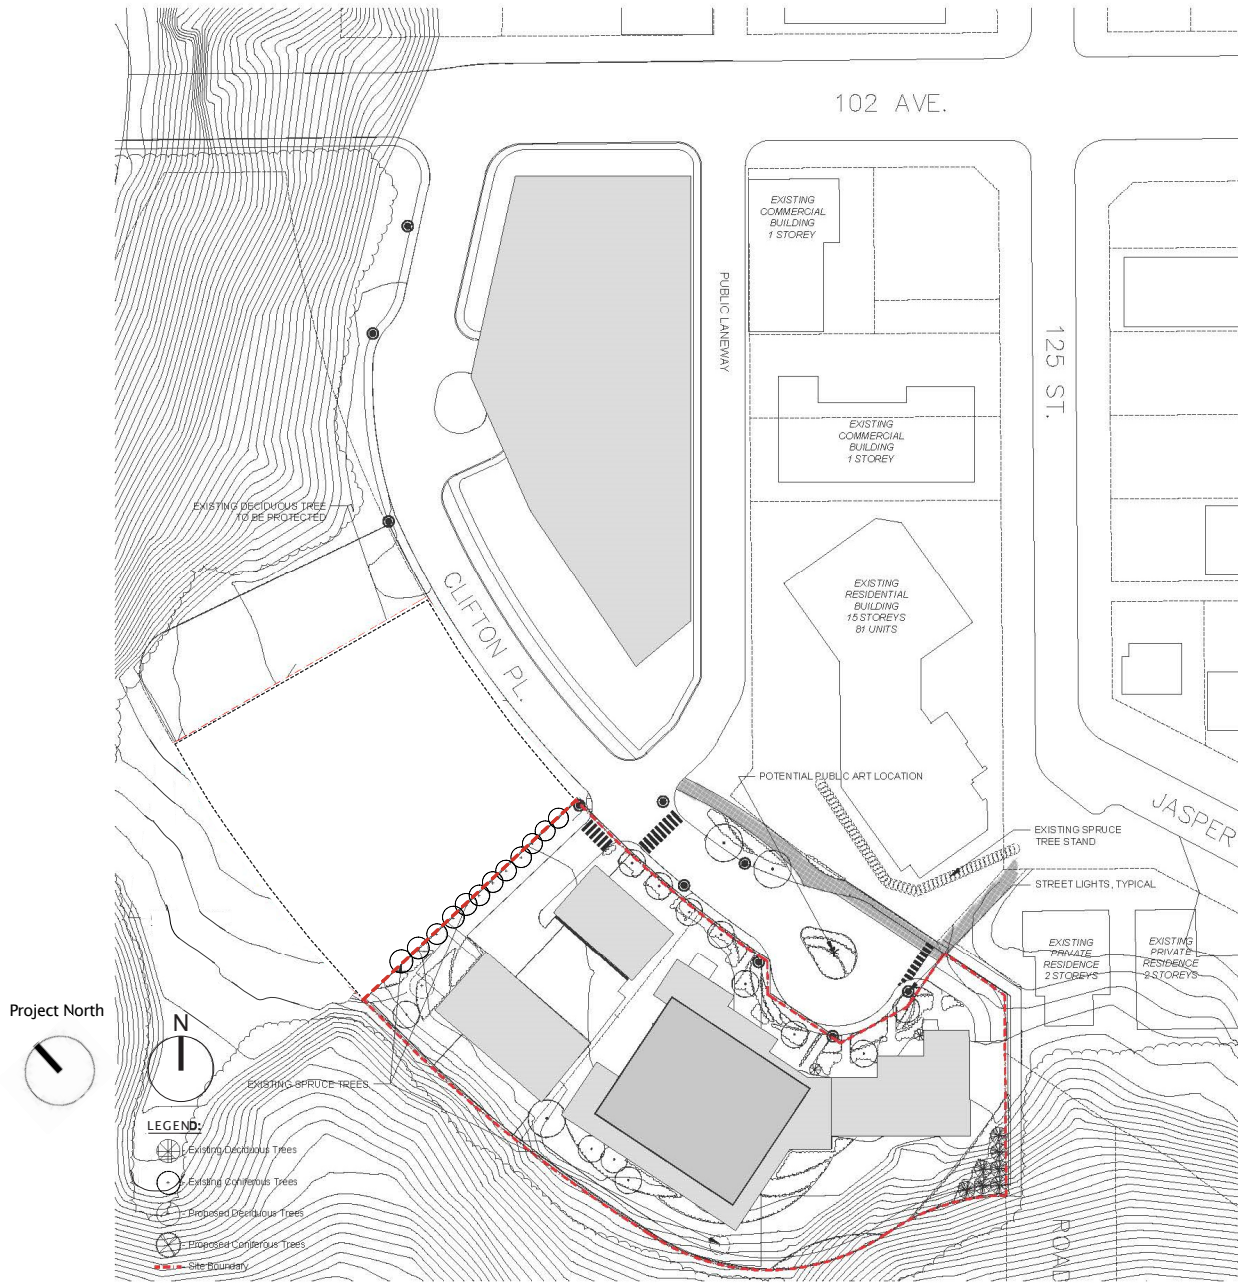 102 AVE.
EXISTING
COMMERCIAL
BUILDING
1 STOREY
PUBLIC LANEWAY
125 ST.
EXISTING
COMMERCIAL
BUILDING
1 STOREY
EXISTING DECIDUOUS TREE
TO BE PROTECTED
CLIFTON PL.
EXISTING
RESIDENTIAL
BUILDING
15 STOREYS
81 UNITS
POTENTIAL PUBLIC ART LOCATION
JASPER
EXISTING SPRUCE
TREE STAND
STREET LIGHTS, TYPICAL
EXISTING
PRIVATE
RESIDENCE
2 STOREYS
EXISTING
PRIVATE
RESIDENCE
2 STOREYS
Project North
N
EXISTING SPRUCE TREES
LEGEND:
- Existing Deciduous Trees
- Existing Coniferous Trees
- Proposed Deciduous Trees
- Proposed Coniferous Trees
- Site Boundary
ROAD